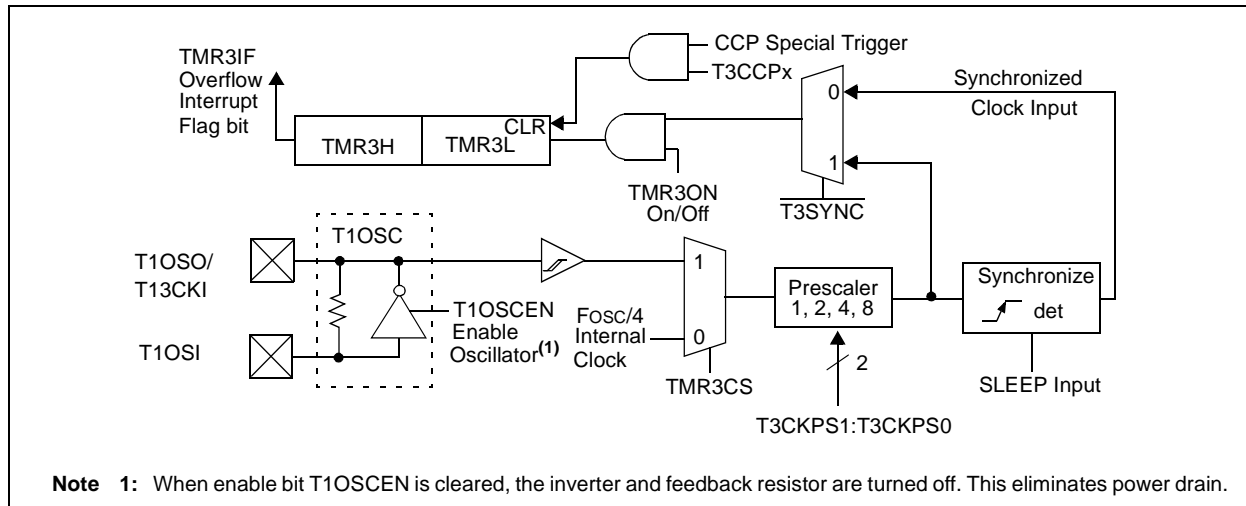 CCP Special Trigger
T3CCPx
TMR3IF
Overflow
Interrupt
Flag bit
CLR
TMR3H
TMR3L
0
1
Synchronized
Clock Input
TMR3ON
On/Off
T3SYNC
T1OSC
T1OSO/
T13CKI
T1OSI
T1OSCEN
Enable
Oscillator(1)
FOSC/4
Internal
Clock
1
0
TMR3CS
Prescaler
1, 2, 4, 8
2
T3CKPS1:T3CKPS0
Synchronize
det
SLEEP Input
Note 1: When enable bit T1OSCEN is cleared, the inverter and feedback resistor are turned off. This eliminates power drain.